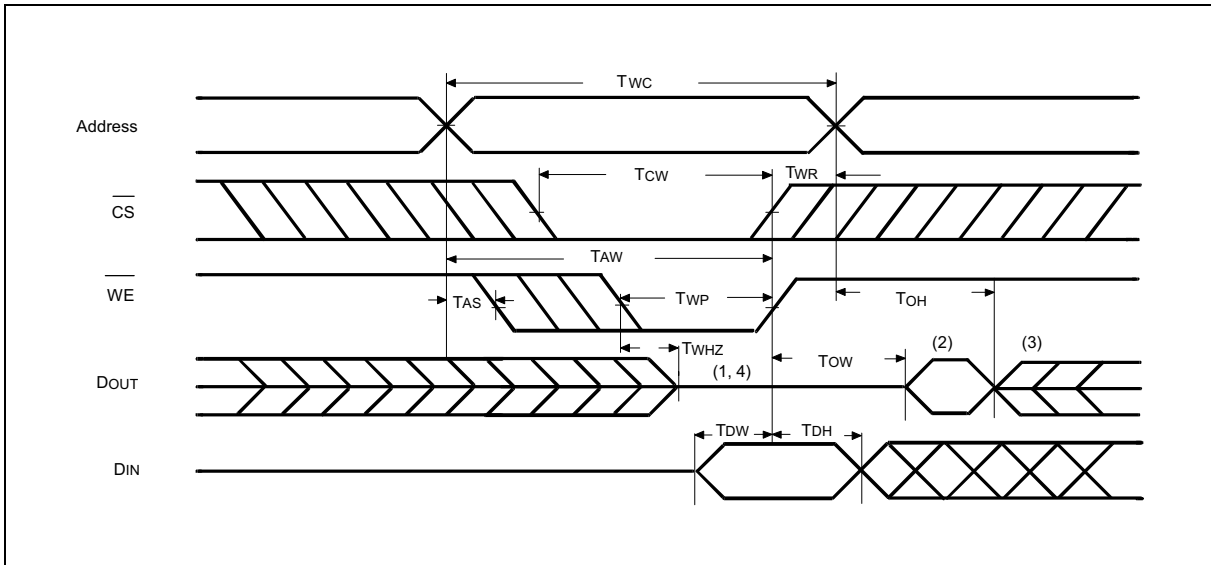 TWC
Address
TCW
TWR
CS
TAW
WE
TAS
TWP
TOH
TWHZ
(2)
(3)
(1, 4)
TOW
DOUT
TDW
TDH
DIN